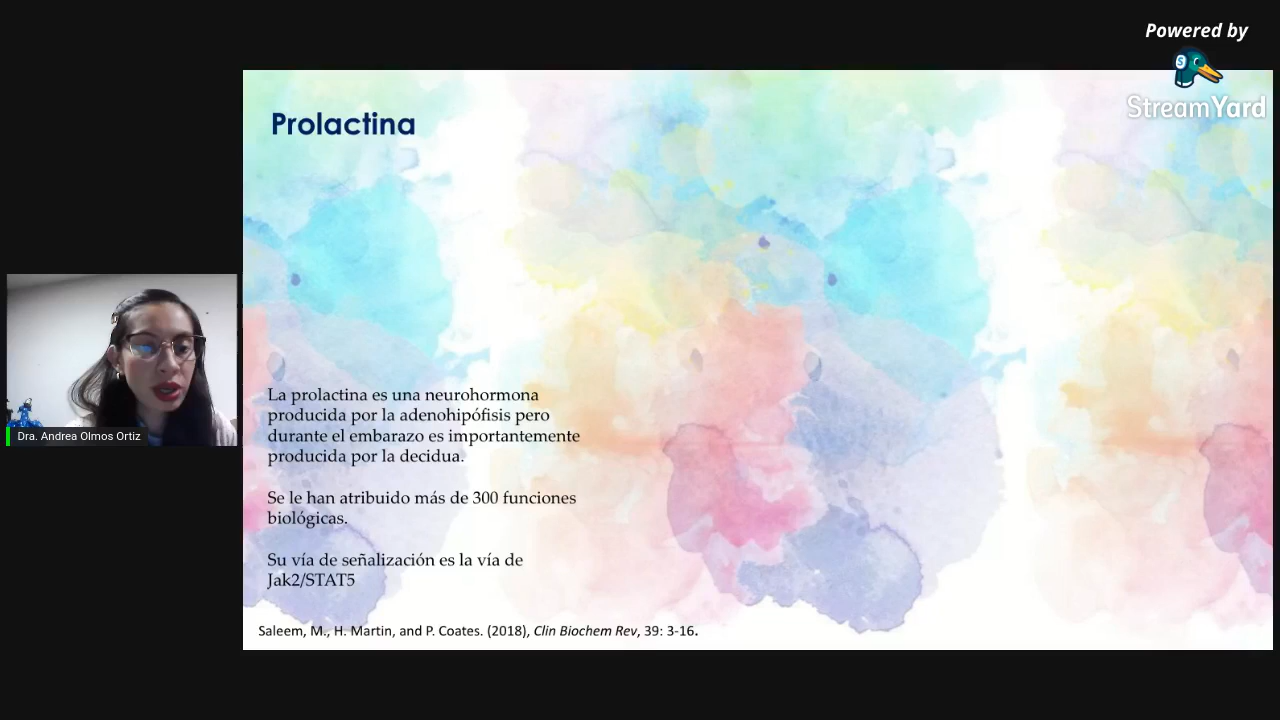 Powered by
StreamYard
Prolactina
La prolactina es una neurohormona
producida por la adenohipófisis pero
durante el embarazo es importantemente
producida por la decidua.
Se le han atribuido más de 300 funciones
biológicas.
Su vía de señalización es la vía de
Jak2/STAT5
Saleem, M., H. Martin, and P. Coates. (2018), Clin Biochem Rev, 39: 3-16.
Dra. Andrea Olmos Ortiz